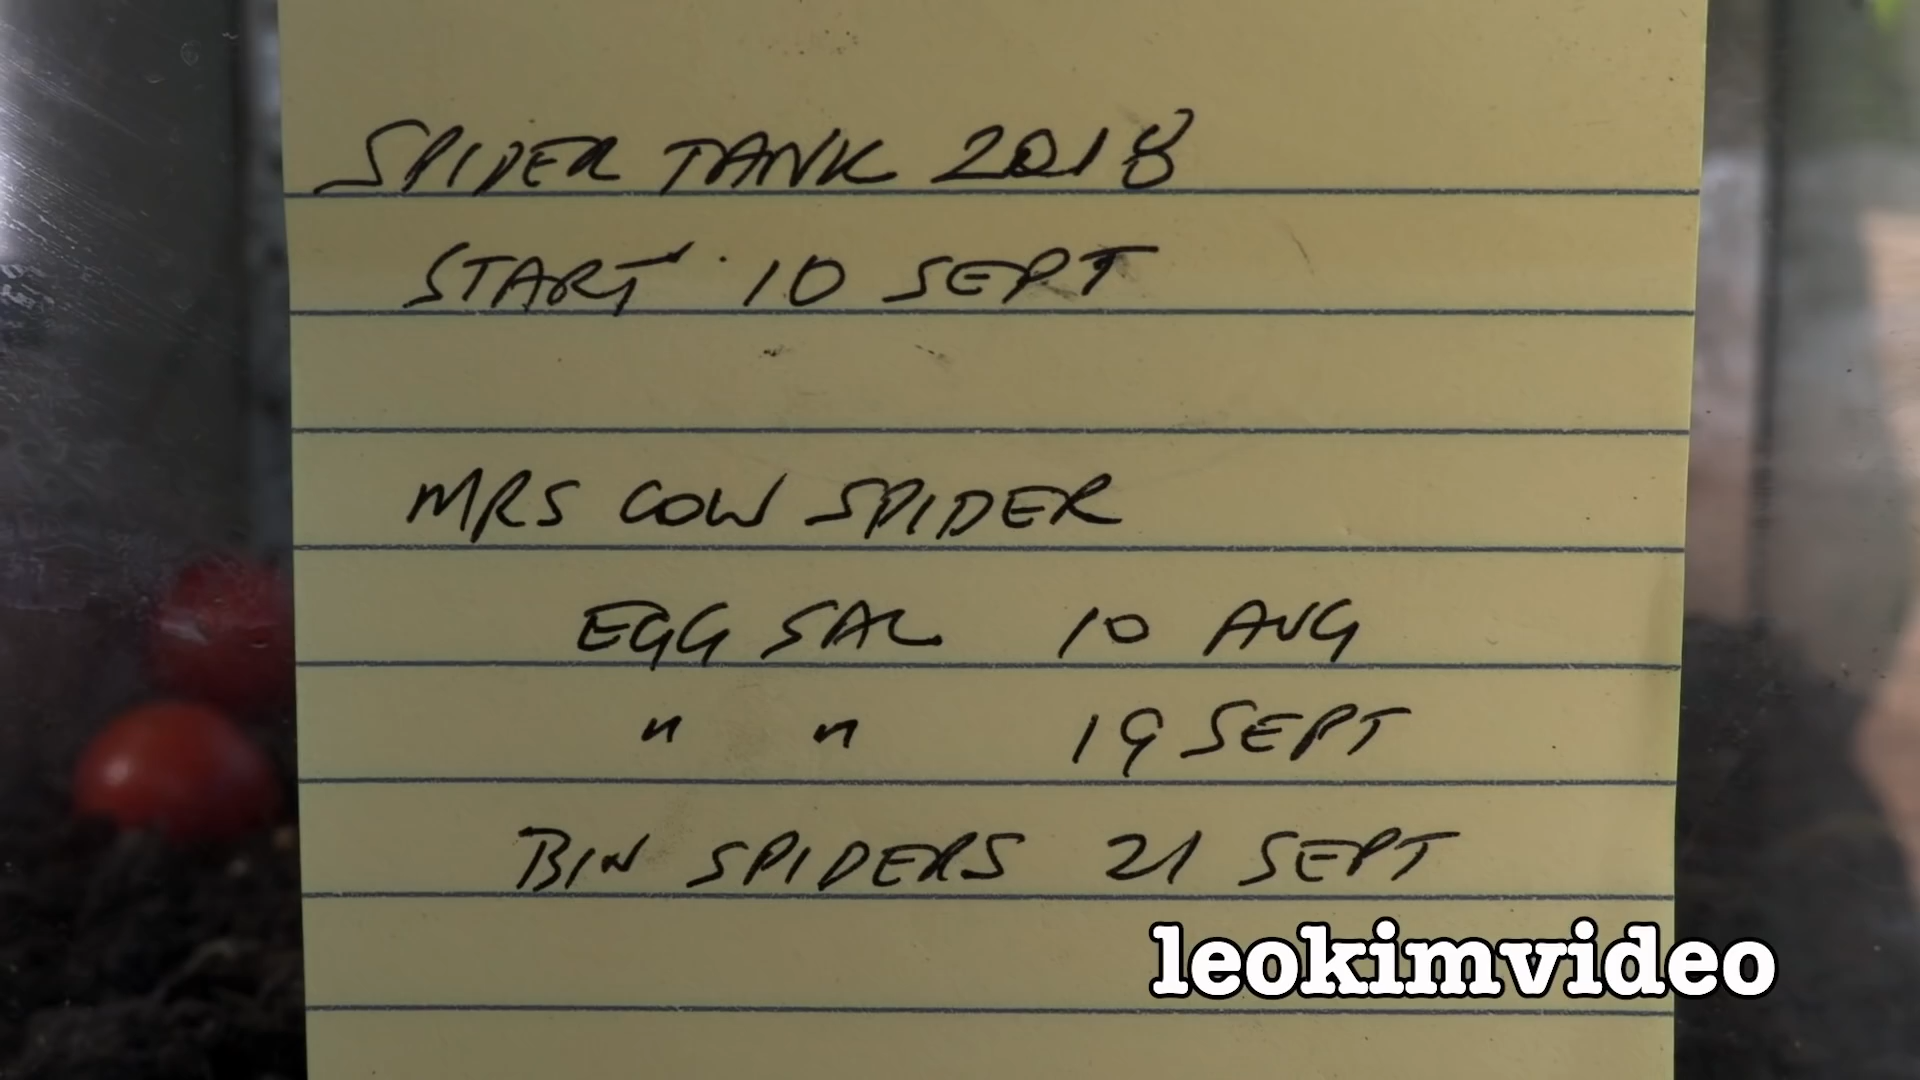 SPIDER TANK 2018
START 10 SEPT
MRS COW SPIDER
EGG SAC 10 AUG
" " 19 SEPT
BIN SPIDERS 21 SEPT
leokimvideo